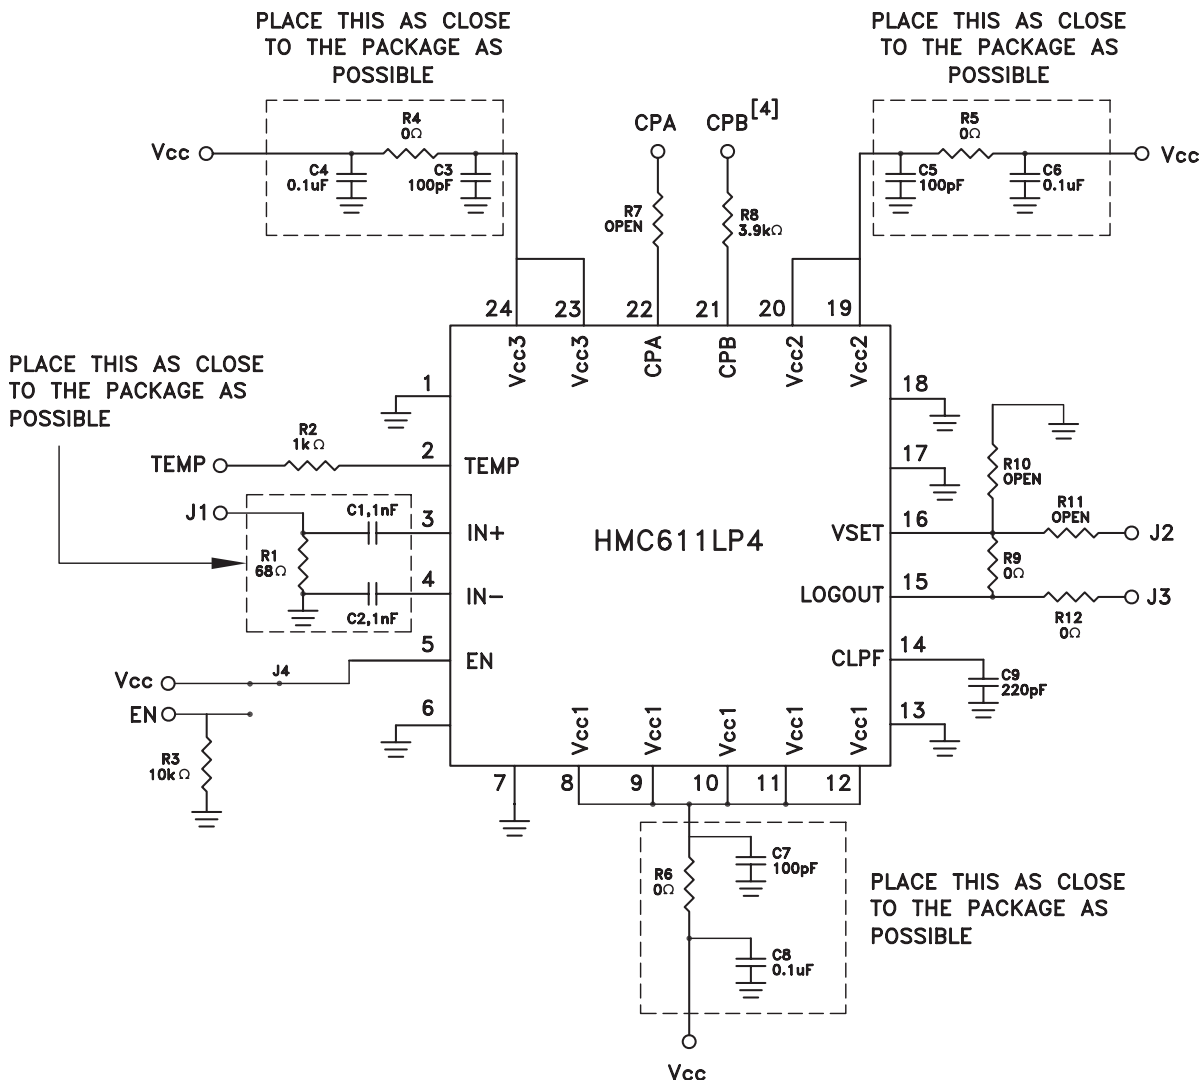 PLACE THIS AS CLOSE
TO THE PACKAGE AS
POSSIBLE
PLACE THIS AS CLOSE
TO THE PACKAGE AS
POSSIBLE
Vcc
R4
0Ω
C4
0.1uF
C3
100pF
CPA
CPB[4]
R7
OPEN
R8
3.9kΩ
R5
0Ω
C5
100pF
C6
0.1uF
Vcc
24
23
22
21
20
19
Vcc3
Vcc3
CPA
CPB
Vcc2
Vcc2
PLACE THIS AS CLOSE
TO THE PACKAGE AS
POSSIBLE
1
TEMP
R2
1kΩ
2
TEMP
J1
C1,1nF
3
IN+
R1
68Ω
4
IN-
C2,1nF
5
EN
Vcc
J4
EN
6
R3
10kΩ
HMC611LP4
18
17
R10
OPEN
16
VSET
R11
OPEN
J2
R9
0Ω
15
LOGOUT
J3
R12
0Ω
14
CLPF
C9
220pF
13
Vcc1
Vcc1
Vcc1
Vcc1
Vcc1
7
8
9
10
11
12
R6
0Ω
C7
100pF
C8
0.1uF
PLACE THIS AS CLOSE
TO THE PACKAGE AS
POSSIBLE
Vcc